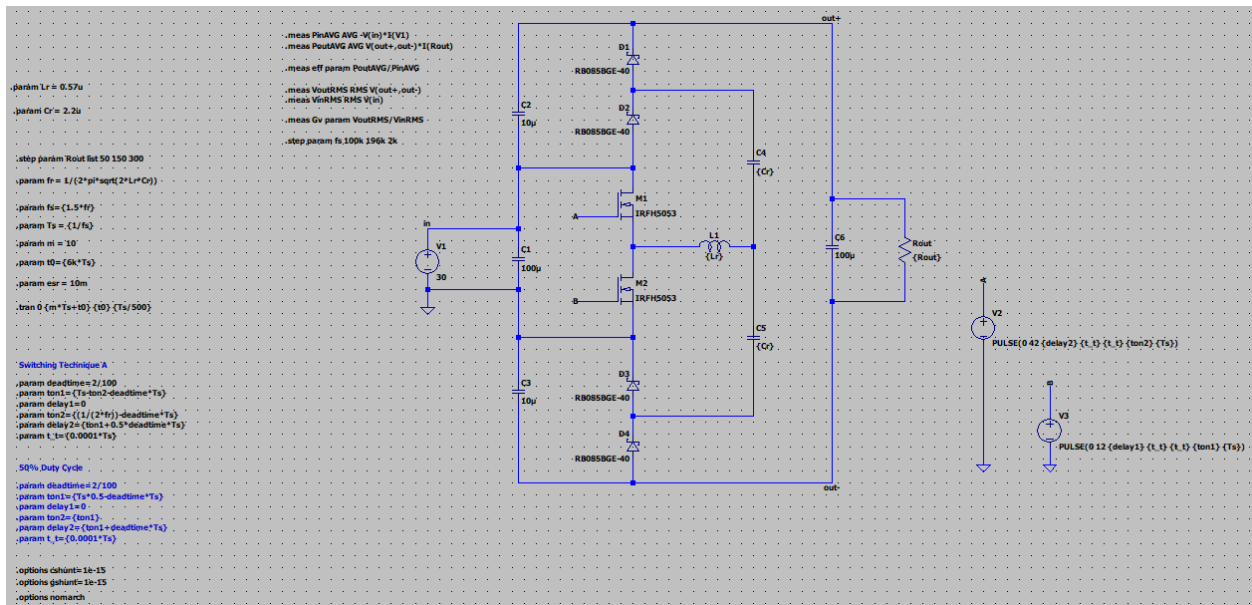 .meas PinAVG AVG -V(in)*I(V1)
.meas PoutAVG AVG V(out+,out-)*I(Rout)
.meas eff param PoutAVG/PinAVG
.meas VoutRMS RMS V(out+,out-)
.meas VinRMS RMS V(in)
.meas Gv param VoutRMS/VinRMS
.step param fs 100k 196k 2k
.param Lr = 0.57u
.param Cr = 2.2u
.step param Rout list 50 150 300
.param fr = 1/(2*pi*sqrt(2*Lr*Cr))
.param fs={1.5*fr}
.param Ts = {1/fs}
.param m = 10
.param t0={6k*Ts}
.param esr = 10m
.tran 0 {m*Ts+t0} {t0} {Ts/500}
Switching Technique A
.param deadtime=2/100
.param ton1={Ts-ton2-deadtime*Ts}
.param delay1=0
.param ton2={(1/(2*fr))-deadtime*Ts}
.param delay2={ton1+0.5*deadtime*Ts}
.param t_t={0.0001*Ts}
50% Duty Cycle
.param deadtime=2/100
.param ton1={Ts*0.5-deadtime*Ts}
.param delay1=0
.param ton2={ton1}
.param delay2={ton1+deadtime*Ts}
.param t_t={0.0001*Ts}
.options cshunt=1e-15
.options gshunt=1e-15
.options nomarch
out+
D1
RB085BGE-40
D2
RB085BGE-40
C2
10µ
C4
{Cr}
M1
IRFH5053
A
in
V1
30
C1
100µ
L1
{Lr}
M2
IRFH5053
B
C6
100µ
Rout
{Rout}
C5
{Cr}
C3
10µ
D3
RB085BGE-40
D4
RB085BGE-40
out-
A
V2
PULSE(0 42 {delay2} {t_t} {t_t} {ton2} {Ts})
B
V3
PULSE(0 12 {delay1} {t_t} {t_t} {ton1} {Ts})